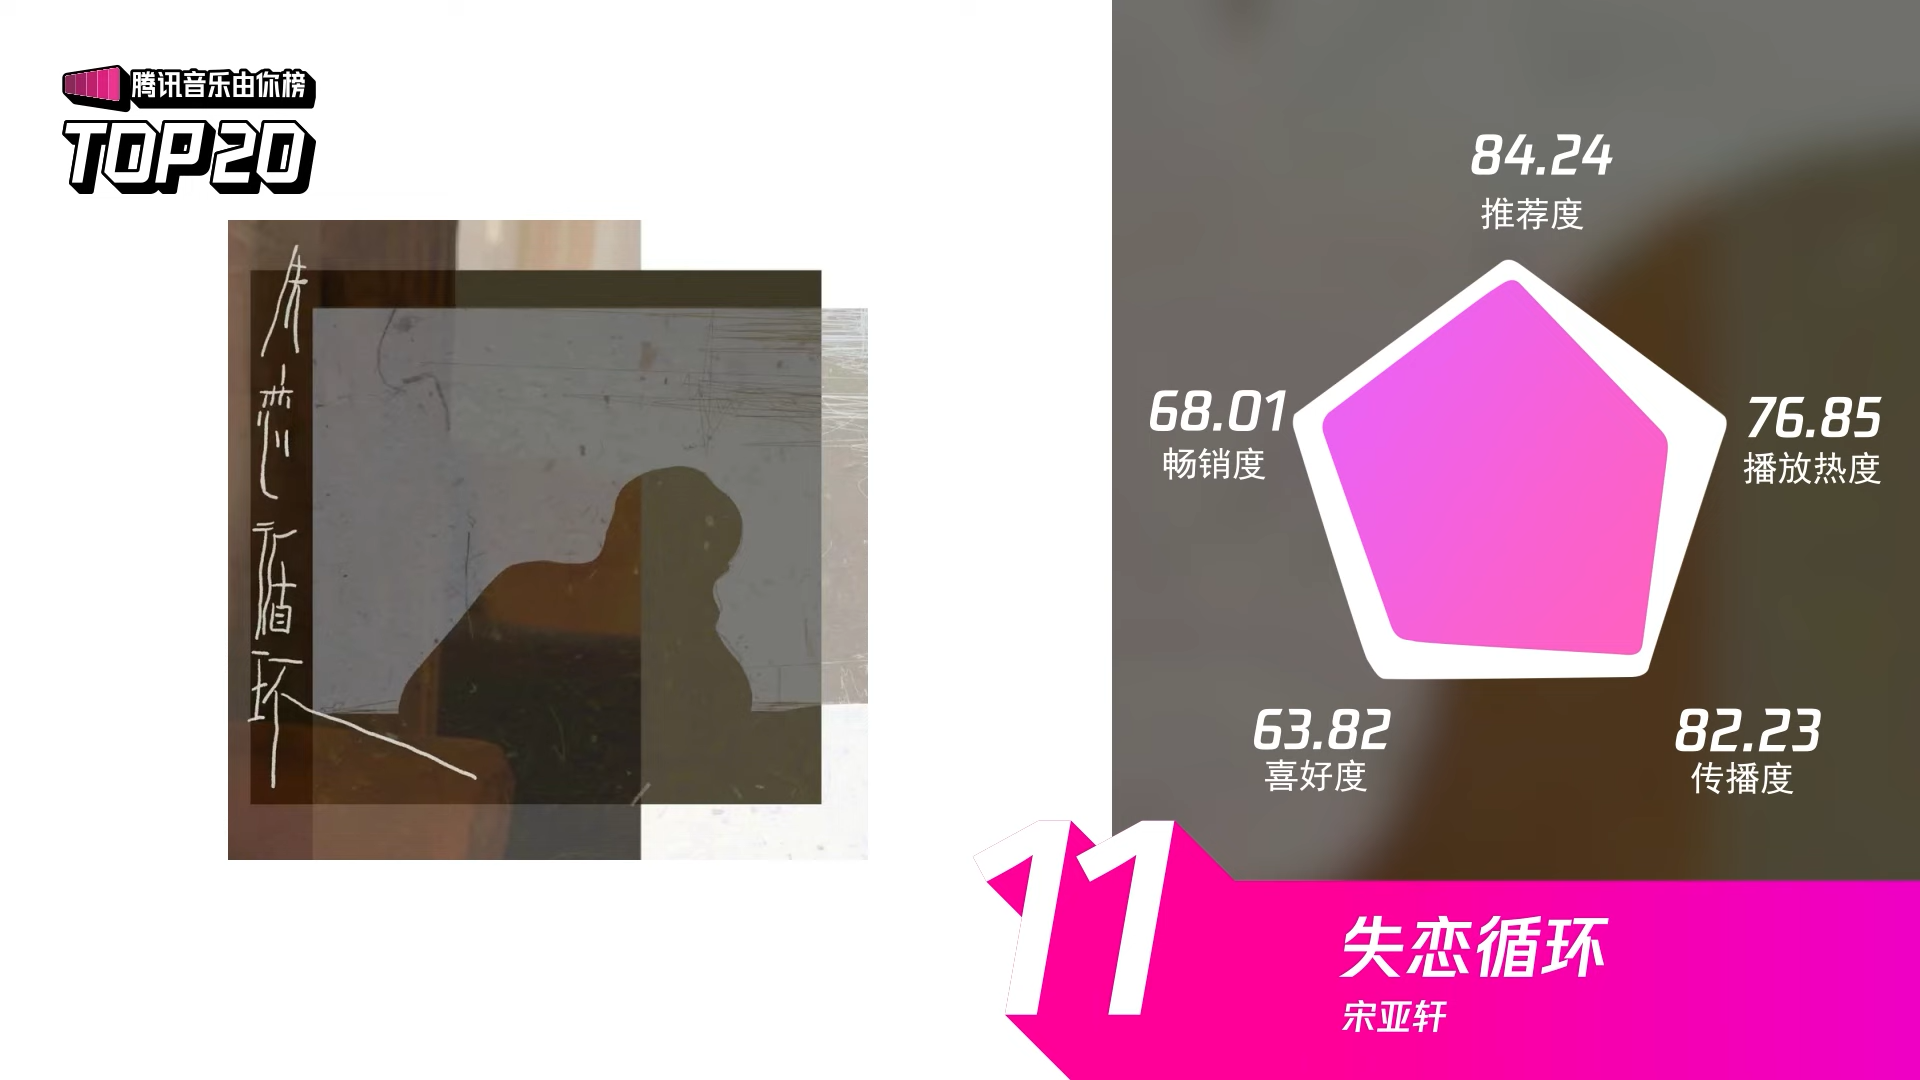 腾讯音乐由你榜
TOP20
失恋循环
84.24
推荐度
68.01
畅销度
76.85
播放热度
63.82
喜好度
82.23
传播度
11
失恋循环
宋亚轩